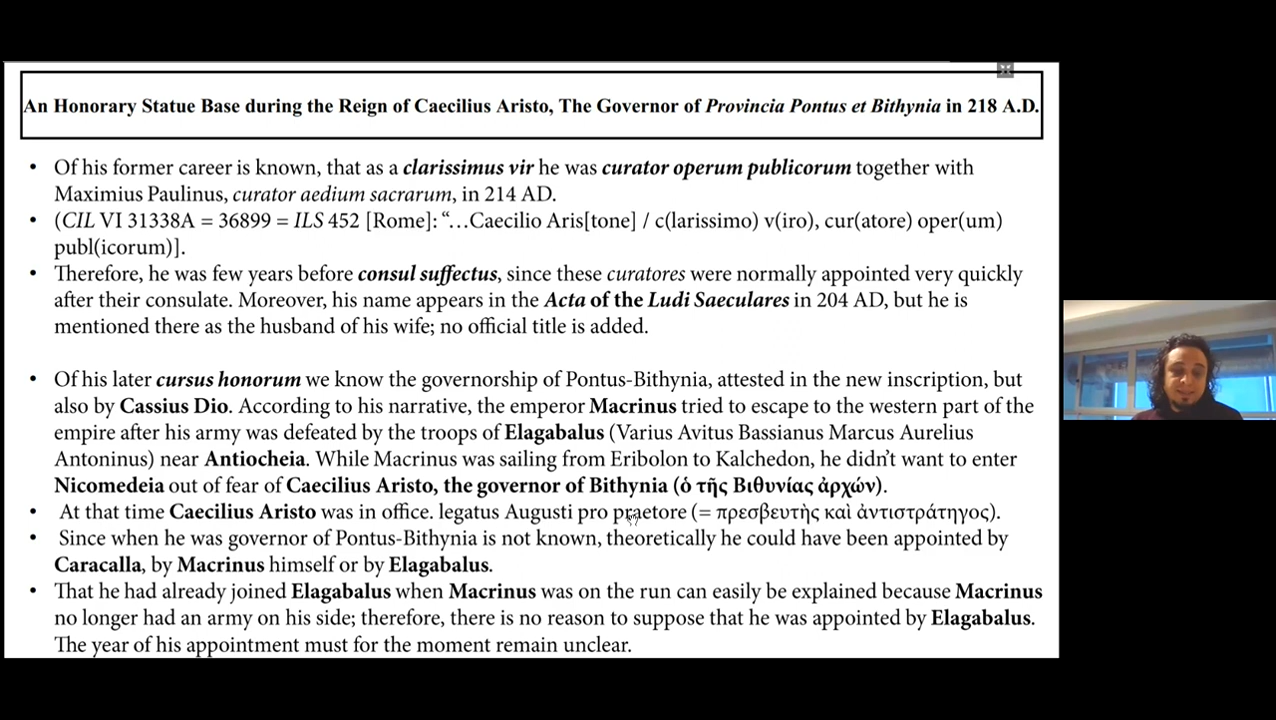 An Honorary Statue Base during the Reign of Caecilius Aristo, The Governor of Provincia Pontus et Bithynia in 218 A.D.
• Of his former career is known, that as a clarissimus vir he was curator operum publicorum together with
Maximius Paulinus, curator aedium sacrarum, in 214 AD.
• (CIL VI 31338A = 36899 = ILS 452 [Rome]: “…Caecilio Aris[tone] / c(larissimo) v(iro), cur(atore) oper(um)
publ(icorum)].
• Therefore, he was few years before consul suffectus, since these curatores were normally appointed very quickly
after their consulate. Moreover, his name appears in the Acta of the Ludi Saeculares in 204 AD, but he is
mentioned there as the husband of his wife; no official title is added.
• Of his later cursus honorum we know the governorship of Pontus-Bithynia, attested in the new inscription, but
also by Cassius Dio. According to his narrative, the emperor Macrinus tried to escape to the western part of the
empire after his army was defeated by the troops of Elagabalus (Varius Avitus Bassianus Marcus Aurelius
Antoninus) near Antiocheia. While Macrinus was sailing from Eribolon to Kalchedon, he didn’t want to enter
Nicomedeia out of fear of Caecilius Aristo, the governor of Bithynia (ὁ τῆς Βιθυνίας ἀρχών).
• At that time Caecilius Aristo was in office. legatus Augusti pro praetore (= πρεσβευτὴς καὶ ἀντιστράτηγος).
• Since when he was governor of Pontus-Bithynia is not known, theoretically he could have been appointed by
Caracalla, by Macrinus himself or by Elagabalus.
• That he had already joined Elagabalus when Macrinus was on the run can easily be explained because Macrinus
no longer had an army on his side; therefore, there is no reason to suppose that he was appointed by Elagabalus.
The year of his appointment must for the moment remain unclear.